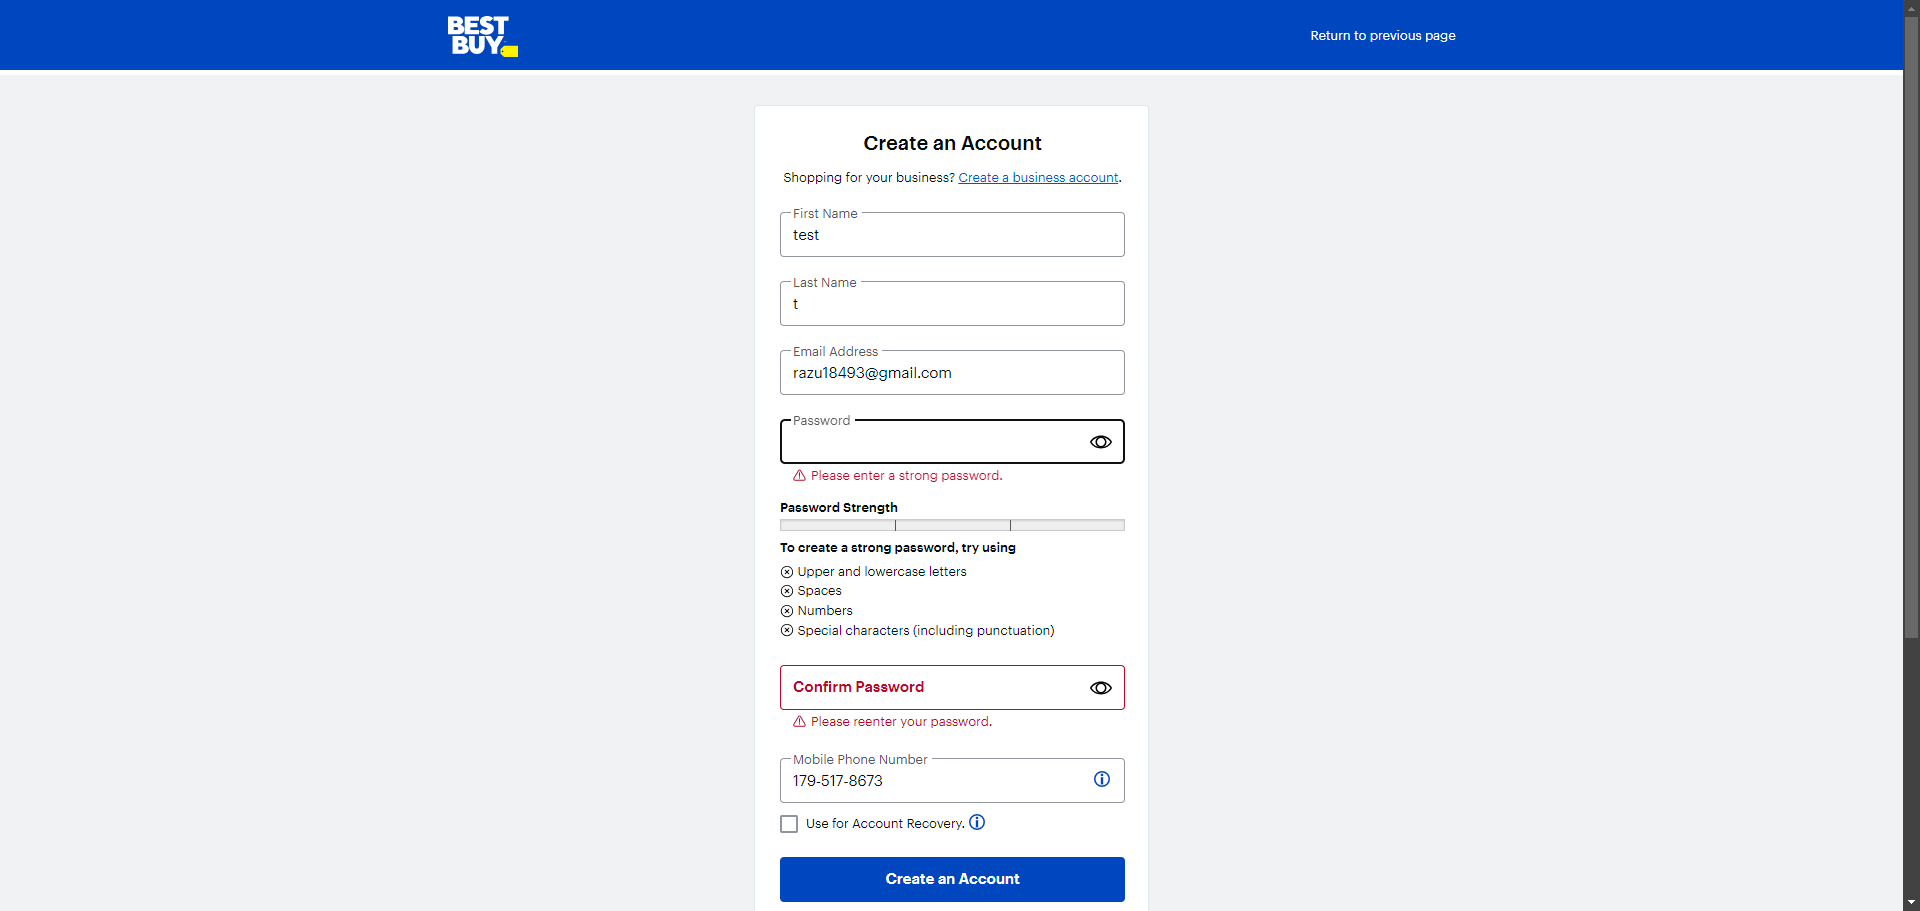 BEST
BUY
Return to previous page
Create an Account
Shopping for your business? Create a business account.
First Name
test
Last Name
t
Email Address
razu18493@gmail.com
Password
Please enter a strong password.
Password Strength
To create a strong password, try using
Upper and lowercase letters
Spaces
Numbers
Special characters (including punctuation)
Confirm Password
Please reenter your password.
Mobile Phone Number
179-517-8673
Use for Account Recovery.
Create an Account